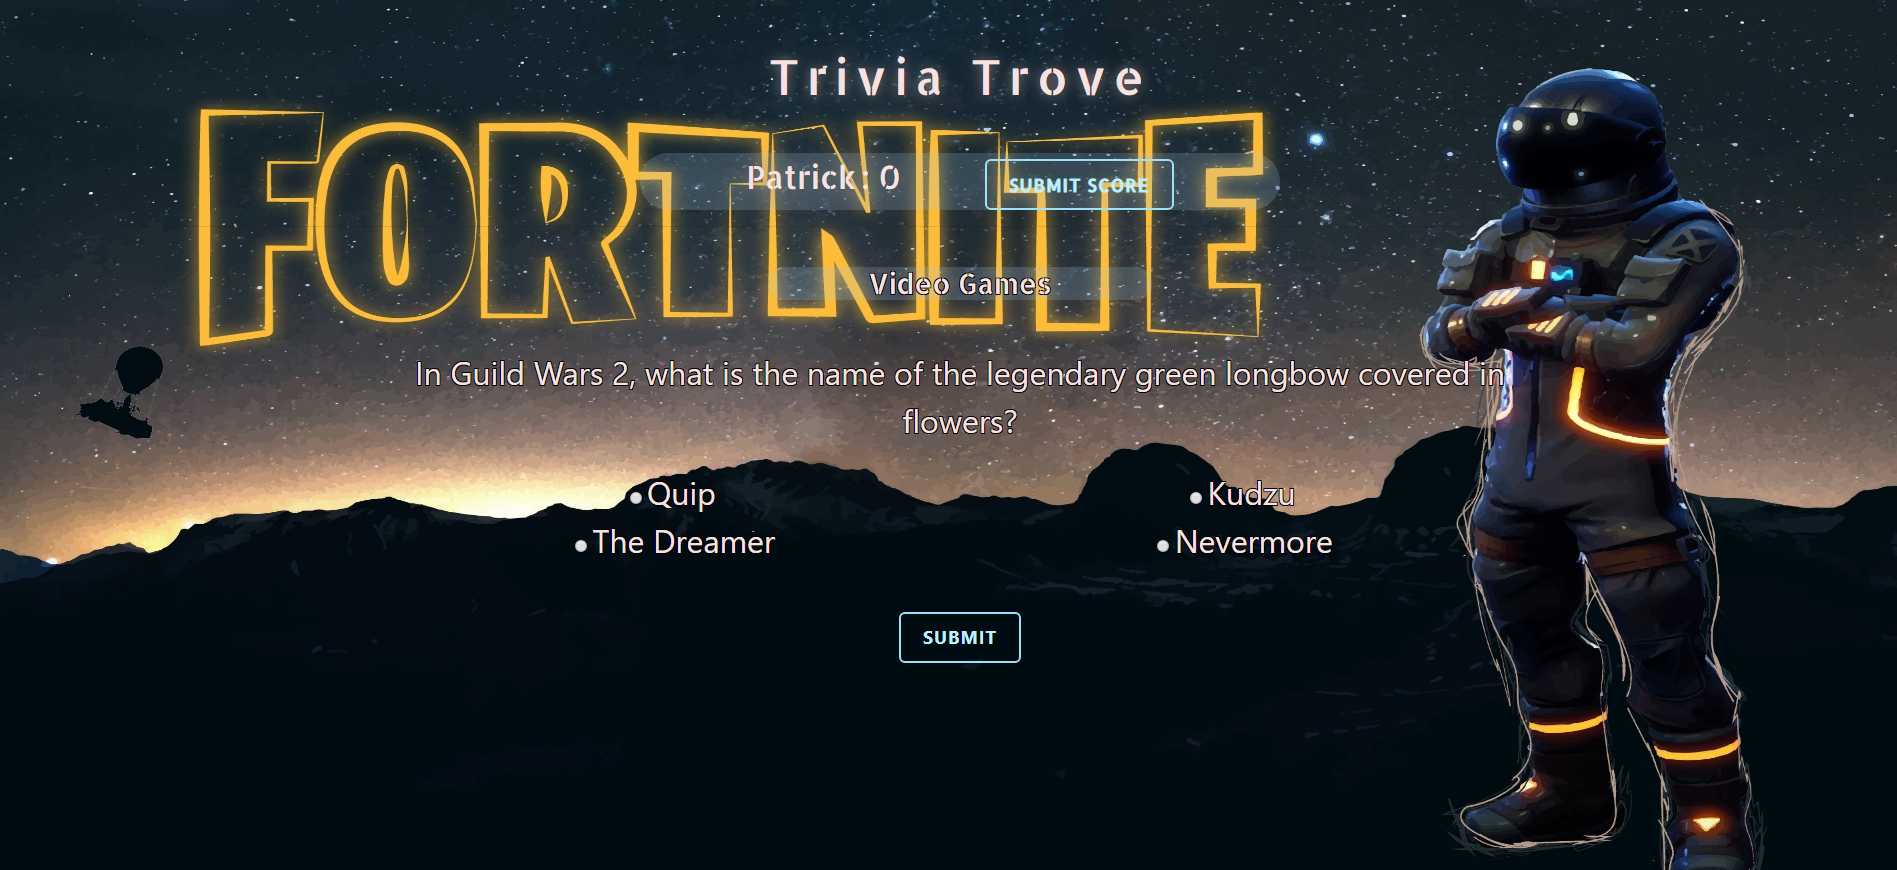 Trivia Trove
FORTNITE
Patrick: 0
SUBMIT SCORE
Video Games
In Guild Wars 2, what is the name of the legendary green longbow covered in
flowers?
Quip
Kudzu
The Dreamer
Nevermore
SUBMIT